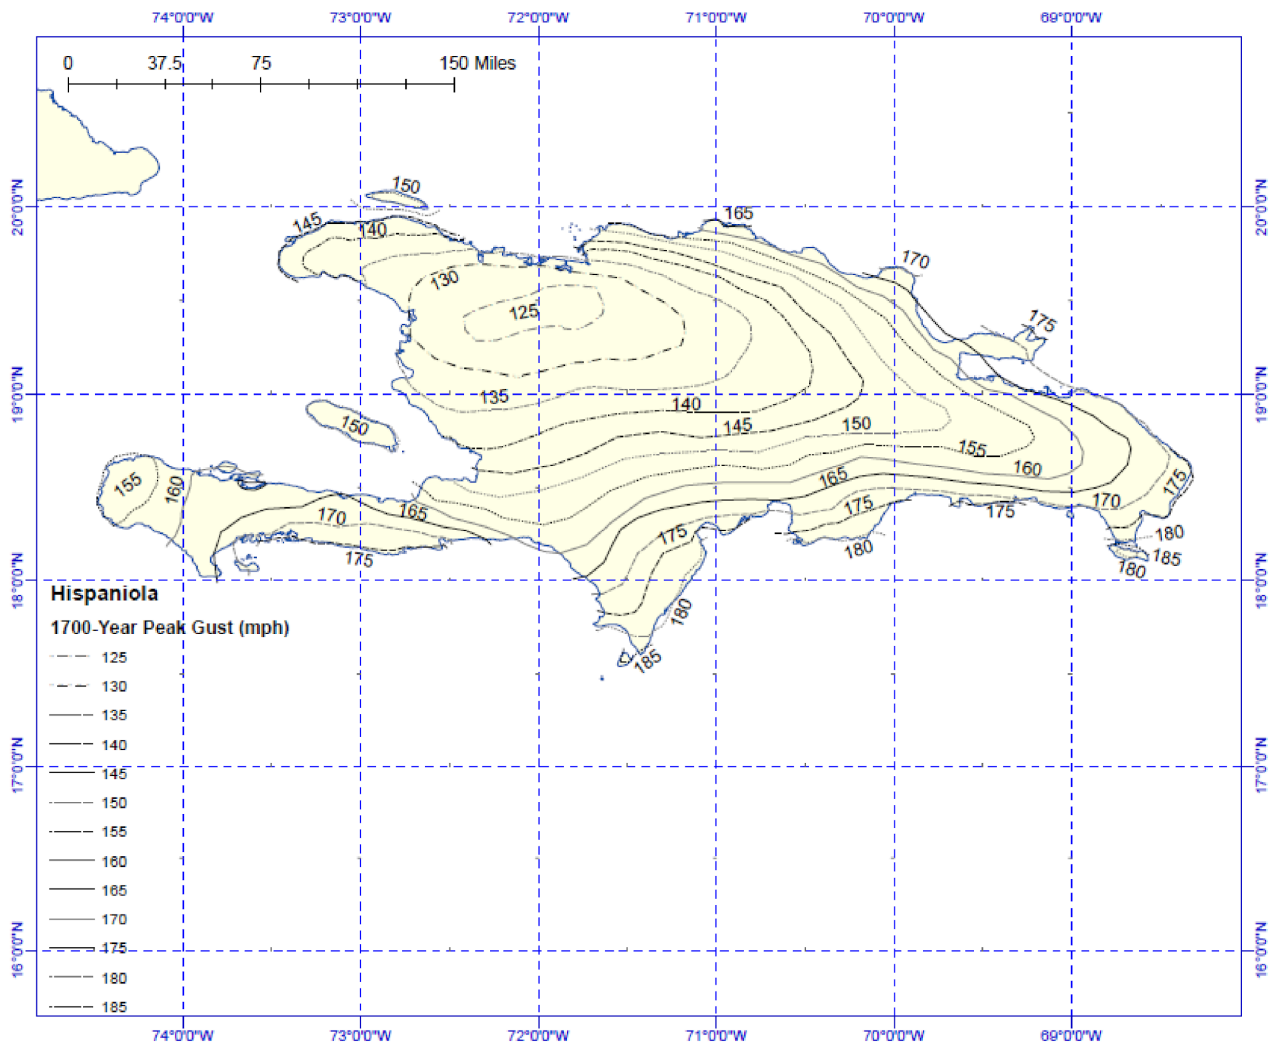 74°0'0"W 73°0'0"W 72°0'0"W 71°0'0"W 70°0'0"W 69°0'0"W
0 37.5 75 150 Miles
150
20°0'0"N 20°0'0"N
145 165
140
170
130
125
175
19°0'0"N 19°0'0"N
135
140
150 145 150
155
160
155 160 165 175
170
165 170 175 175
175 180
175 180 185
180
18°0'0"N 18°0'0"N
180
185
Hispaniola
1700-Year Peak Gust (mph)
125
130
135
140
145
17°0'0"N 17°0'0"N
150
155
160
165
170
175
16°0'0"N 16°0'0"N
180
185
74°0'0"W 73°0'0"W 72°0'0"W 71°0'0"W 70°0'0"W 69°0'0"W